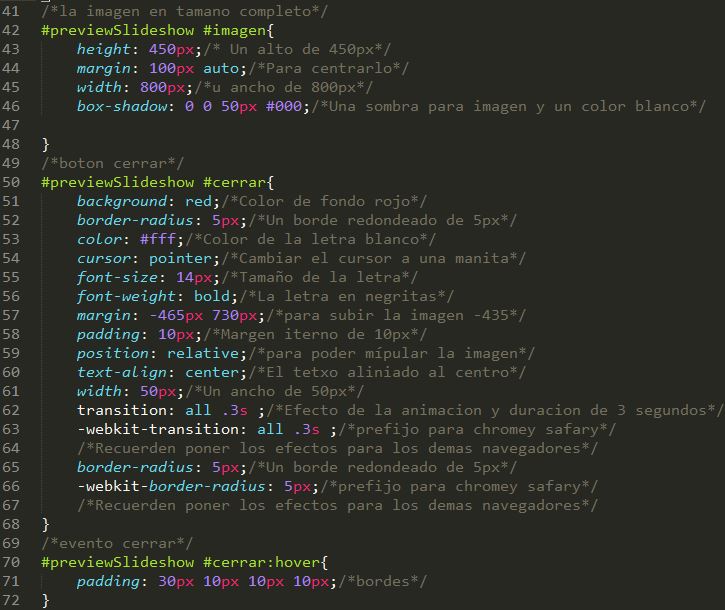 41 /*la imagen en tamano completo*/
42 #previewSlideshow #imagen{
43 height: 450px;/* Un alto de 450px*/
44 margin: 100px auto;/*Para centrarlo*/
45 width: 800px;/*u ancho de 800px*/
46 box-shadow: 0 0 50px #000;/*Una sombra para imagen y un color blanco*/
47
48 }
49 /*boton cerrar*/
50 #previewSlideshow #cerrar{
51 background: red;/*Color de fondo rojo*/
52 border-radius: 5px;/*Un borde redondeado de 5px*/
53 color: #fff;/*Color de la letra blanco*/
54 cursor: pointer;/*Cambiar el cursor a una manita*/
55 font-size: 14px;/*Tamaño de la letra*/
56 font-weight: bold;/*La letra en negritas*/
57 margin: -465px 730px;/*para subir la imagen -435*/
58 padding: 10px;/*Margen iterno de 10px*/
59 position: relative;/*para poder mípular la imagen*/
60 text-align: center;/*El tetxo aliniado al centro*/
61 width: 50px;/*Un ancho de 50px*/
62 transition: all .3s ;/*Efecto de la animacion y duracion de 3 segundos*/
63 -webkit-transition: all .3s ;/*prefijo para chromey safary*/
64 /*Recuerden poner los efectos para los demas navegadores*/
65 border-radius: 5px;/*Un borde redondeado de 5px*/
66 -webkit-border-radius: 5px;/*prefijo para chromey safary*/
67 /*Recuerden poner los efectos para los demas navegadores*/
68 }
69 /*evento cerrar*/
70 #previewSlideshow #cerrar:hover{
71 padding: 30px 10px 10px 10px;/*bordes*/
72 }